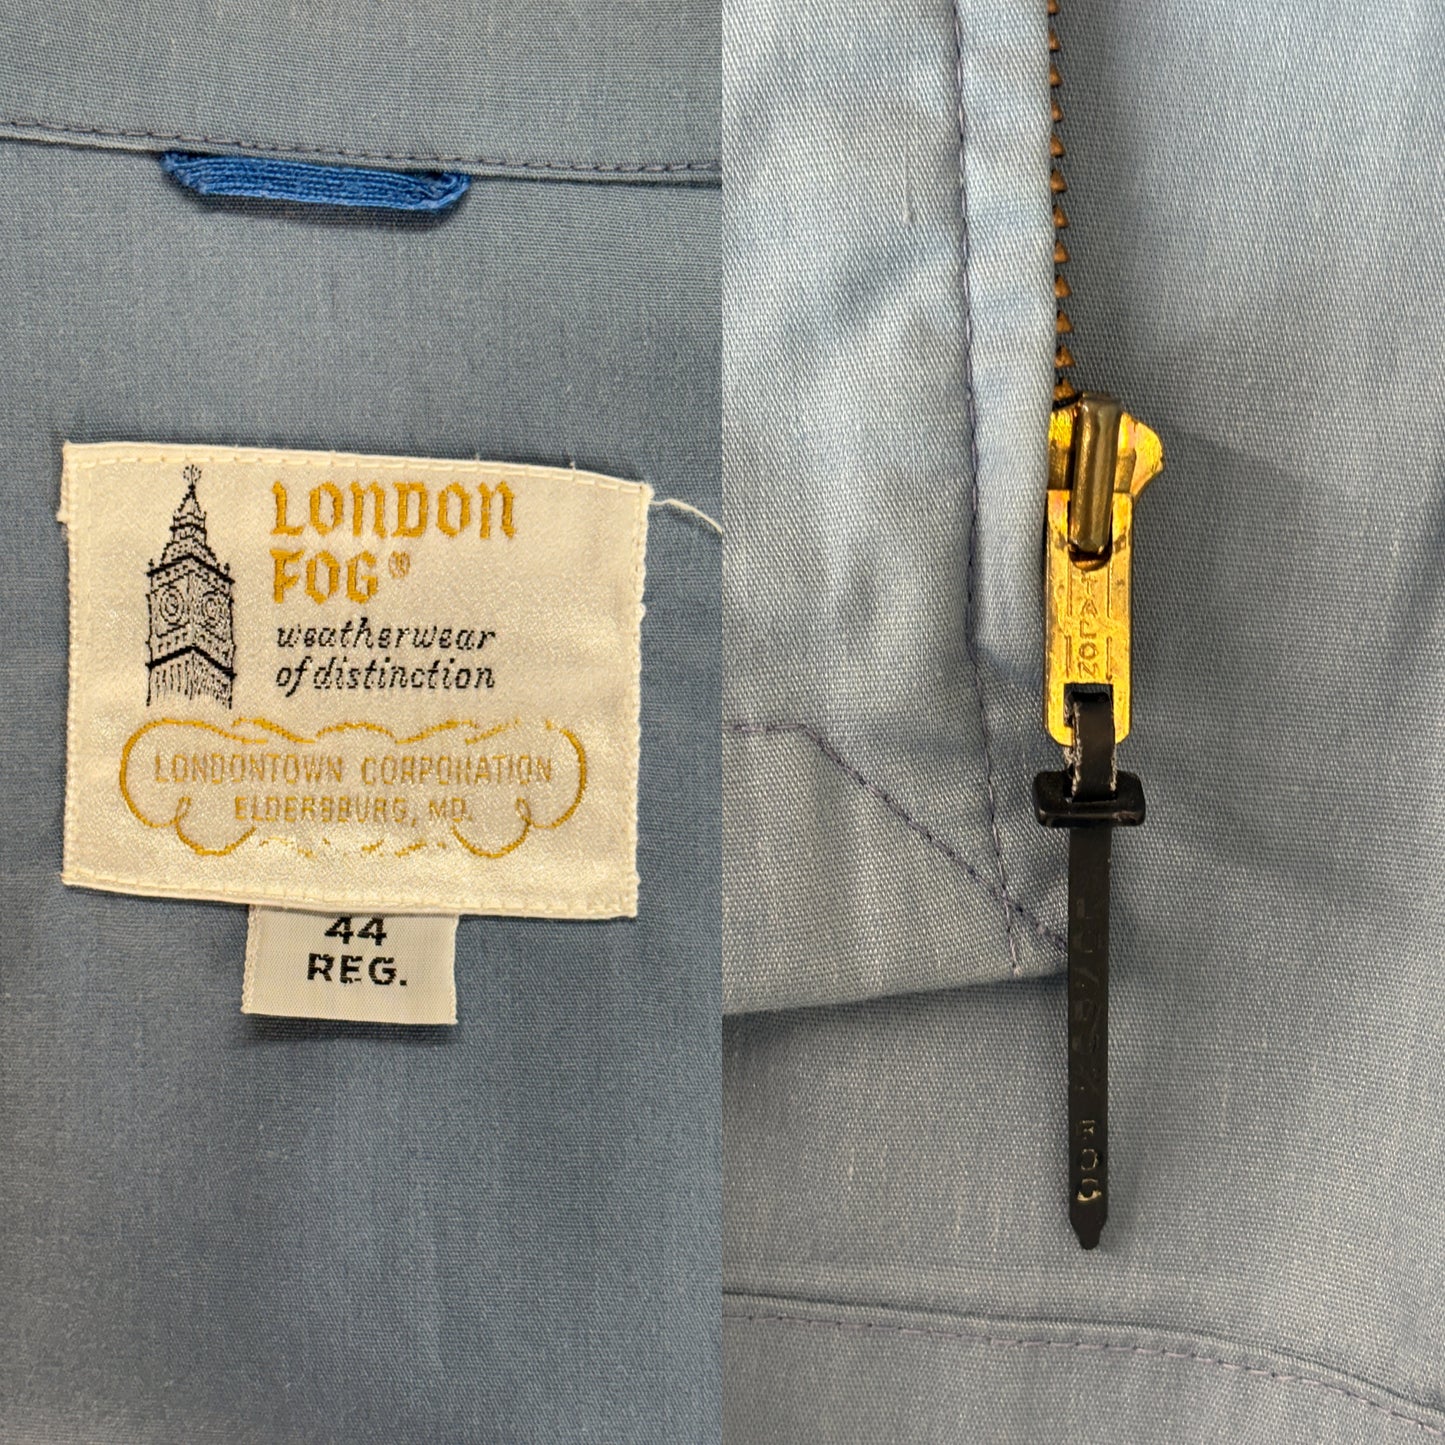 LONDON
FOG®
weatherwear
of distinction
LONDONTOWN CORPORATION
ELDERSBURG, MD.
44
REG.
TALON
FOG